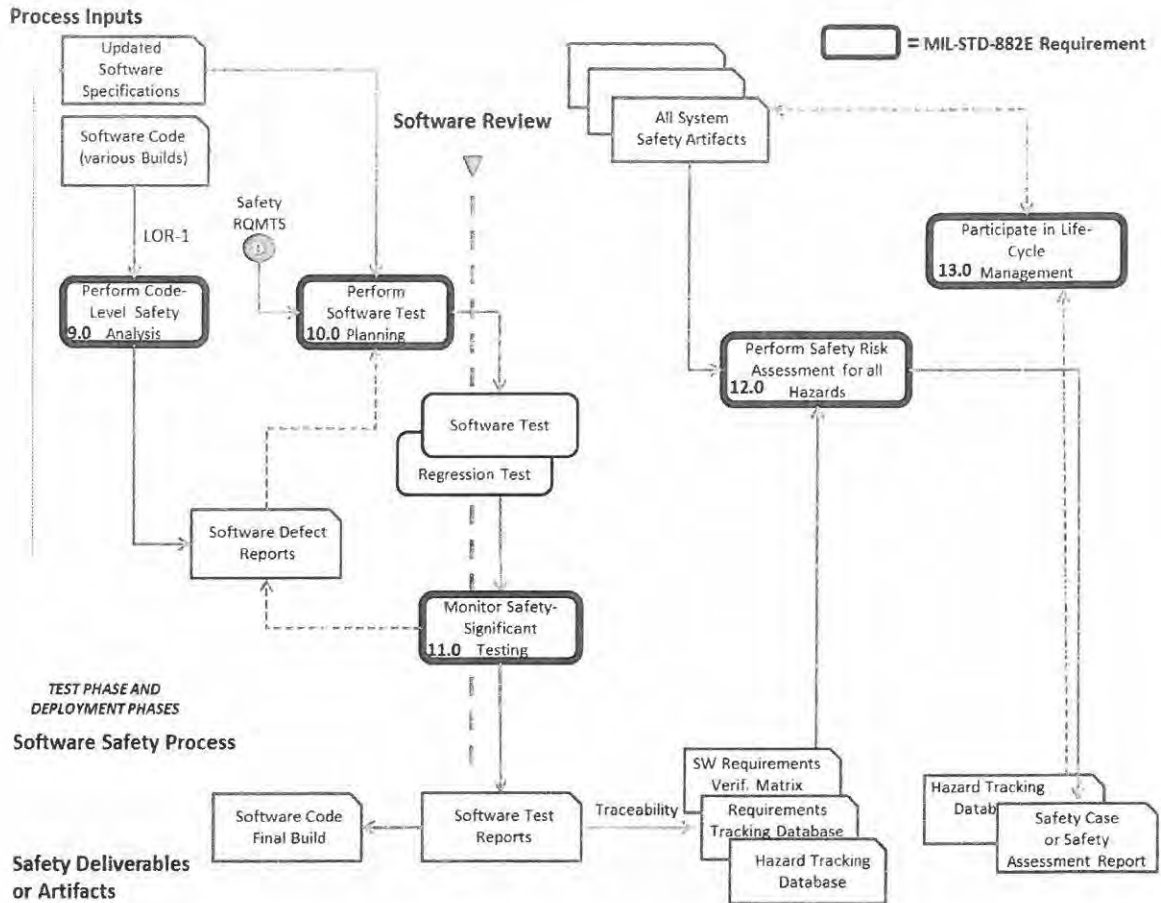 Process Inputs
Updated
Software
Specifications
Software Code
(various Builds)
LOR-1
Safety
RQMTS
Software Review
= MIL-STD-882E Requirement
All System
Safety Artifacts
Participate in Life-
Cycle
13.0 Management
Perform Code-
Level Safety
9.0 Analysis
Perform
Software Test
10.0 Planning
Perform Safety Risk
Assessment for all
12.0 Hazards
Software Test
Regression Test
Software Defect
Reports
Monitor Safety-
Significant
11.0 Testing
TEST PHASE AND
DEPLOYMENT PHASES
Software Safety Process
Software Code
Final Build
Software Test
Reports
Traceability
SW Requirements
Verif. Matrix
Requirements
Tracking Database
Hazard Tracking
Database
Hazard Tracking
Safety Case
or Safety
Assessment Report
Safety Deliverables
or Artifacts